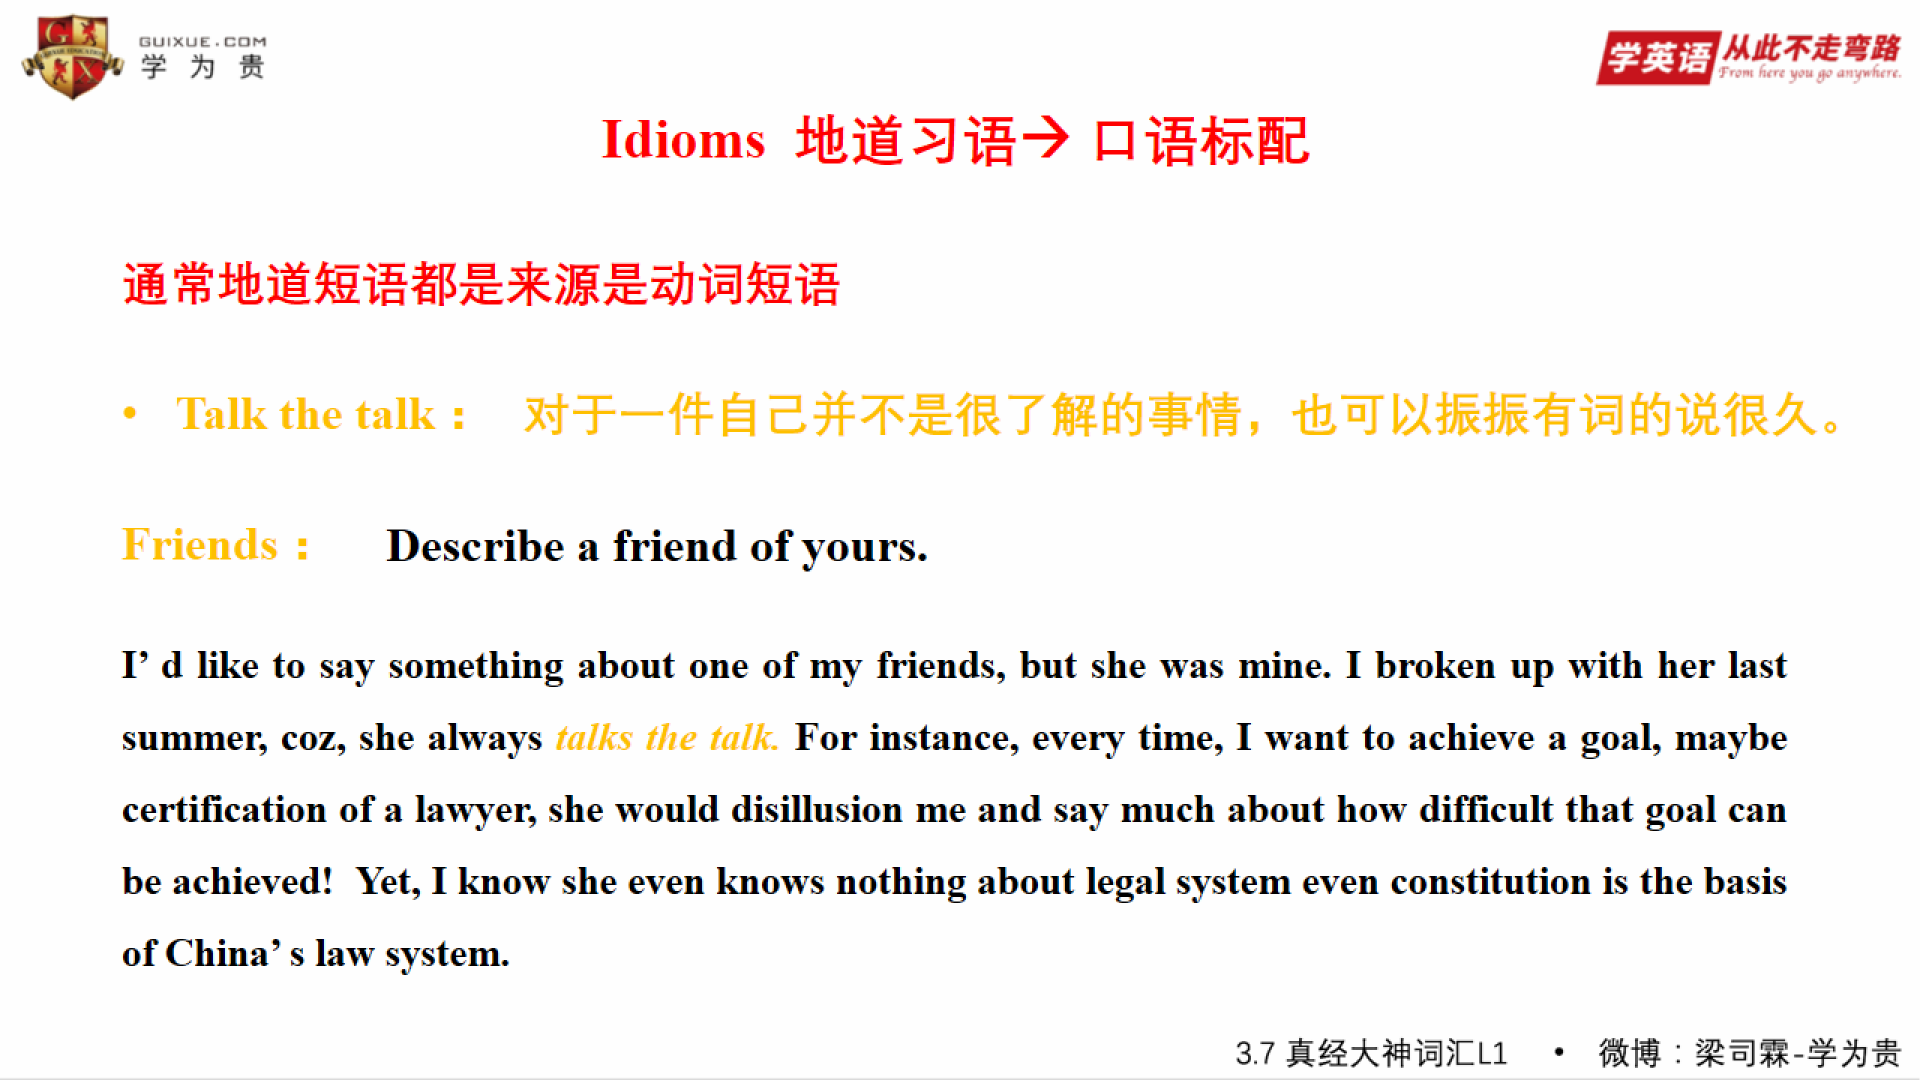 GUIXUE.COM
学为贵
学英语 从此不走弯路
From here you go anywhere.
Idioms 地道习语→ 口语标配
通常地道短语都是来源是动词短语
• Talk the talk： 对于一件自己并不是很了解的事情，也可以振振有词的说很久。
Friends： Describe a friend of yours.
I’ d like to say something about one of my friends, but she was mine. I broken up with her last
summer, coz, she always talks the talk. For instance, every time, I want to achieve a goal, maybe
certification of a lawyer, she would disillusion me and say much about how difficult that goal can
be achieved! Yet, I know she even knows nothing about legal system even constitution is the basis
of China’ s law system.
3.7 真经大神词汇L1 • 微博：梁司霖-学为贵